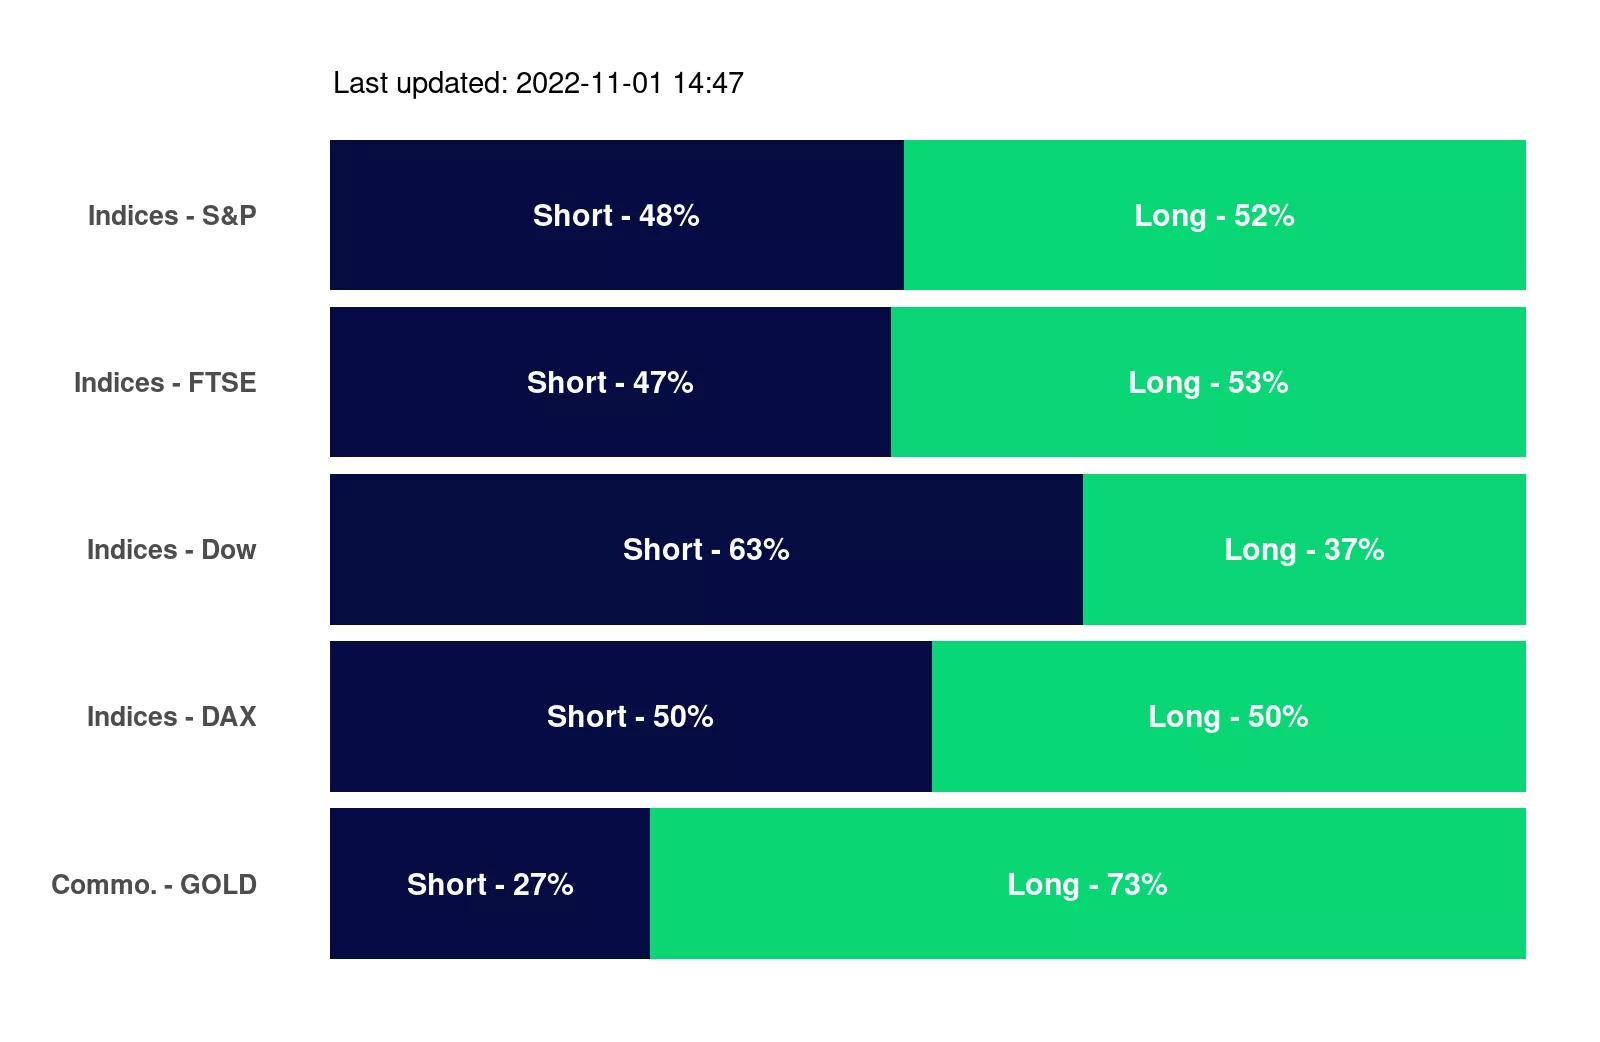 Last updated: 2022-11-01 14:47
Indices - S&P Short - 48% Long - 52%
Indices - FTSE Short - 47% Long - 53%
Indices - Dow Short - 63% Long - 37%
Indices - DAX Short - 50% Long - 50%
Commo. - GOLD Short - 27% Long - 73%